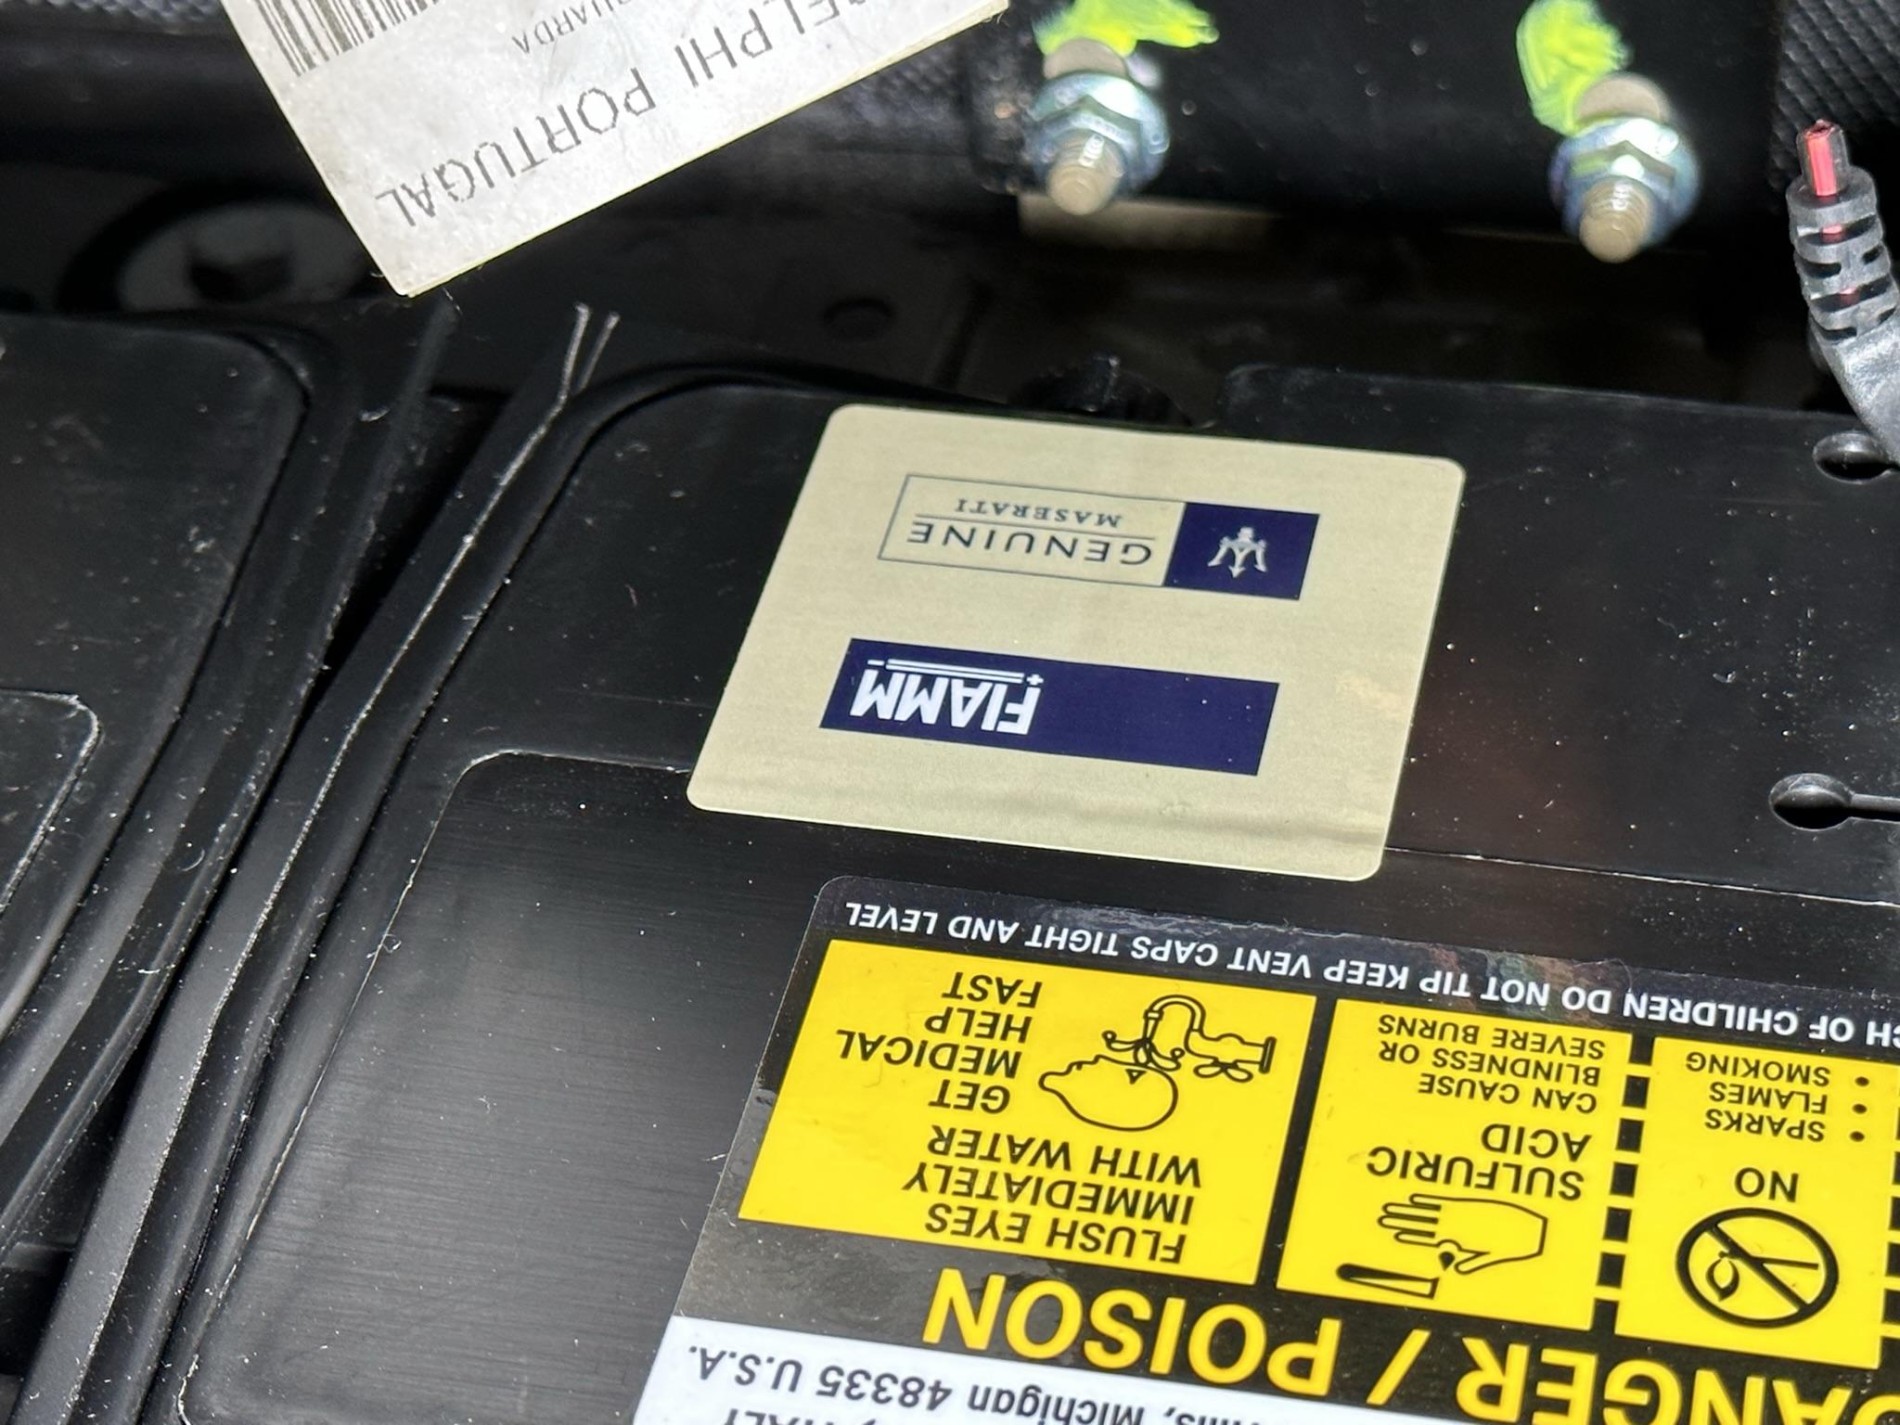 DELPHI PORTUGAL
GUARDA
GENUINE
MASERATI
FIAMM
DANGER / POISON
NO
• SPARKS
• FLAMES
• SMOKING
SULFURIC
ACID
CAN CAUSE
BLINDNESS OR
SEVERE BURNS
FLUSH EYES
IMMEDIATELY
WITH WATER
GET
MEDICAL
HELP
FAST
OF CHILDREN DO NOT TIP KEEP VENT CAPS TIGHT AND LEVEL
Michigan 48335 U.S.A.